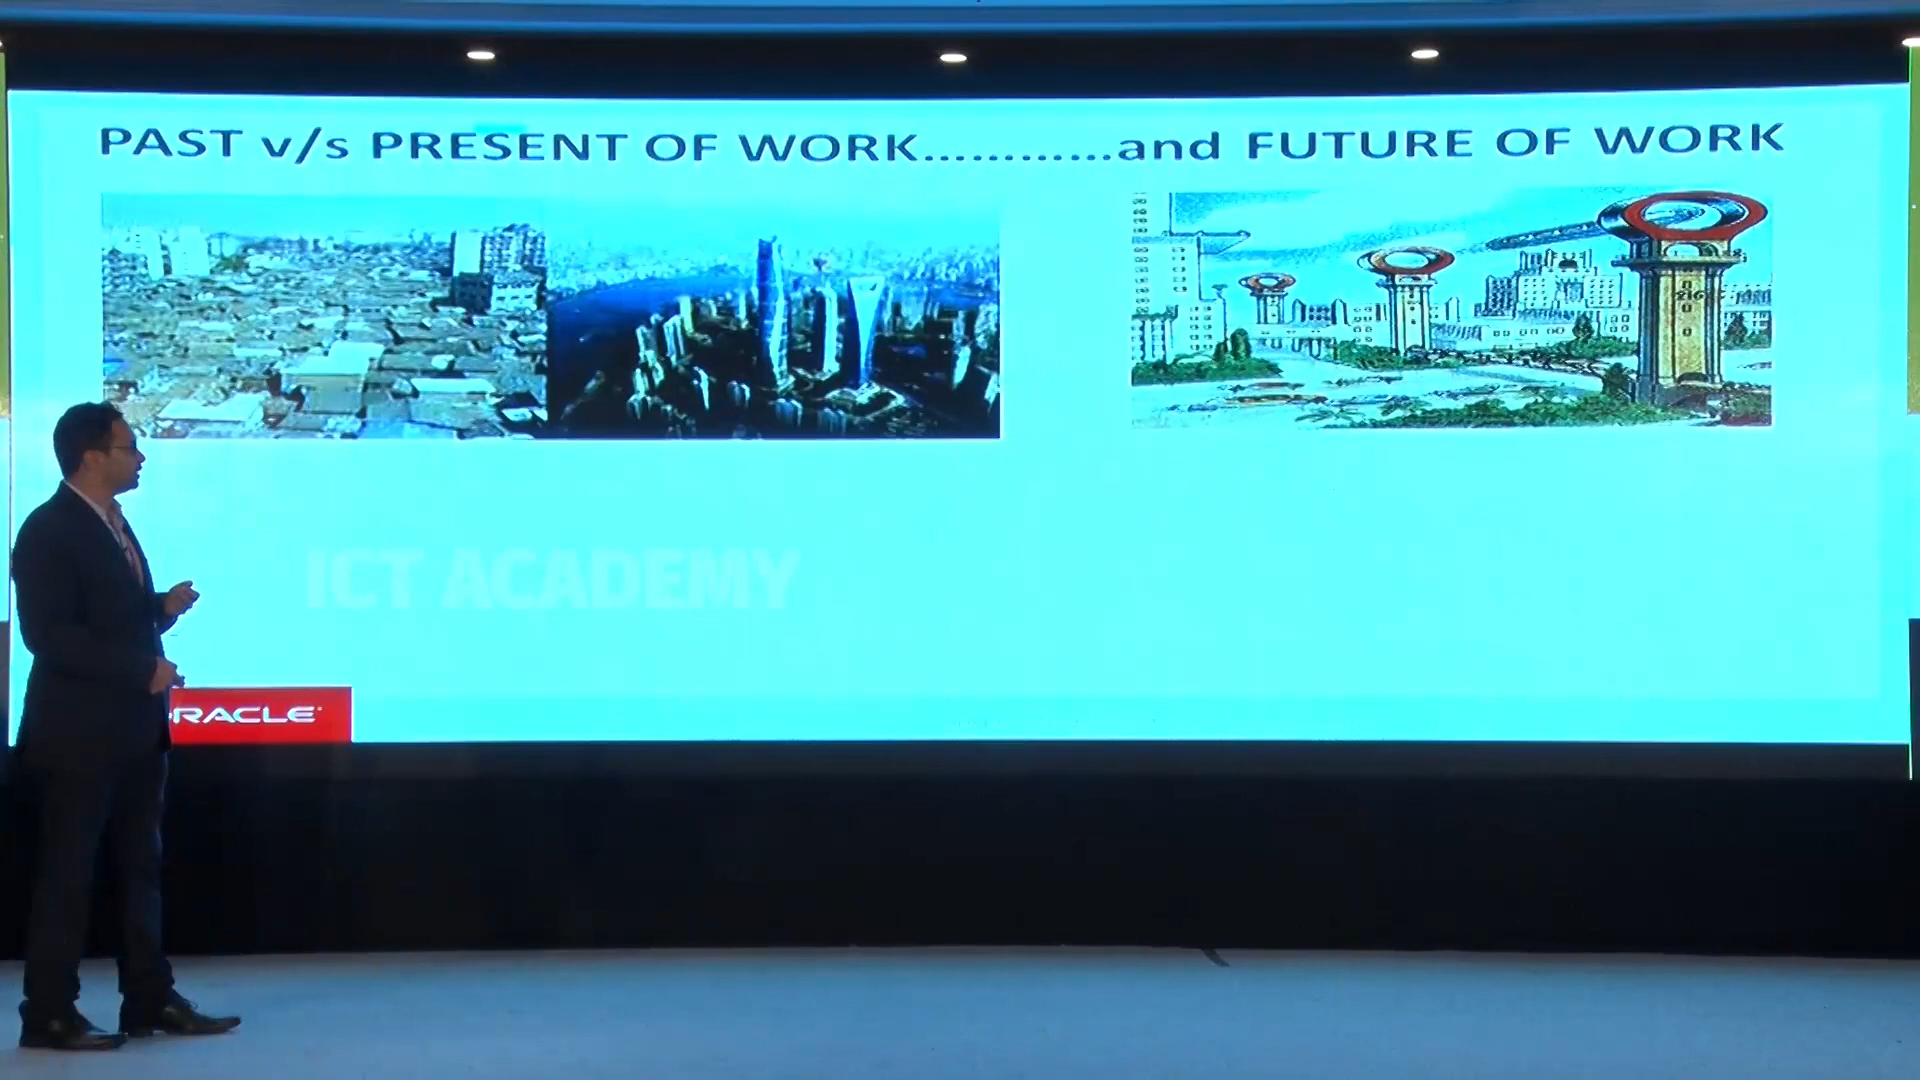 PAST v/s PRESENT OF WORK............and FUTURE OF WORK
ICT ACADEMY
RACLE